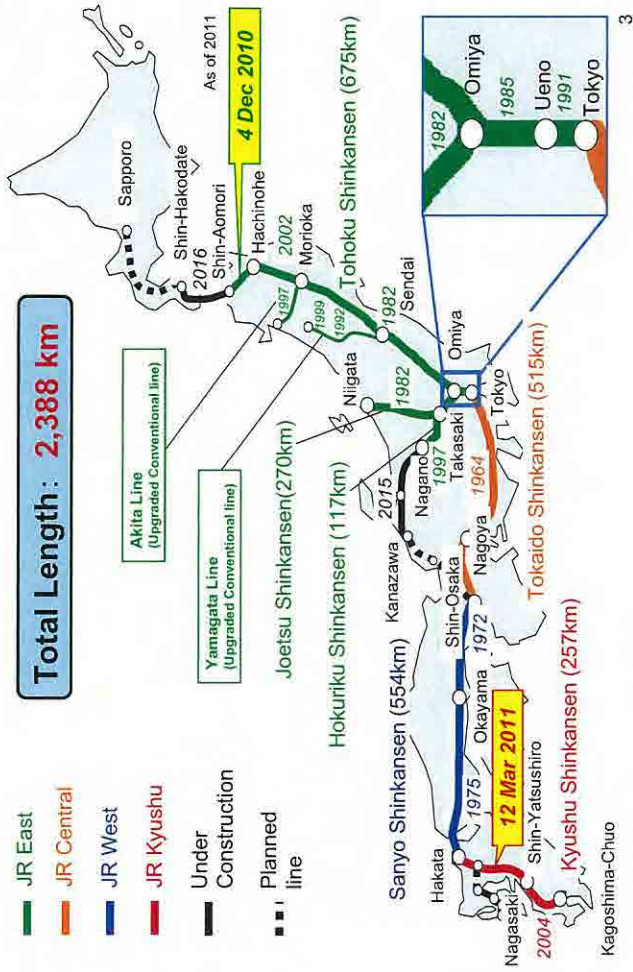 Total Length: 2,388 km
JR East
JR Central
JR West
JR Kyushu
Under
Construction
Planned
line
Akita Line
(Upgraded Conventional line)
Yamagata Line
(Upgraded Conventional line)
Joetsu Shinkansen(270km)
Hokuriku Shinkansen (117km)
Sapporo
Shin-Hakodate
2016
Shin-Aomori
As of 2011
4 Dec 2010
Hachinohe
2002
Morioka
1997
1999
1992
Tohoku Shinkansen (675km)
Sendai
1982
Niigata
1982
Omiya
Tokyo
Takasaki
1997
Nagano
2015
Kanazawa
1964
Tokaido Shinkansen (515km)
Nagoya
Shin-Osaka
1972
Sanyo Shinkansen (554km)
Okayama
1975
Hakata
12 Mar 2011
Shin-Yatsushiro
Nagasaki
2004
Kyushu Shinkansen (257km)
Kagoshima-Chuo
1982
Omiya
1985
Ueno
1991
Tokyo
3